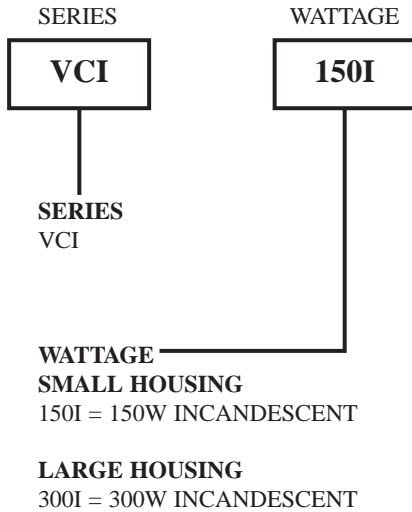 SERIES WATTAGE
VCI 150I
SERIES
VCI
WATTAGE
SMALL HOUSING
150I = 150W INCANDESCENT
LARGE HOUSING
300I = 300W INCANDESCENT